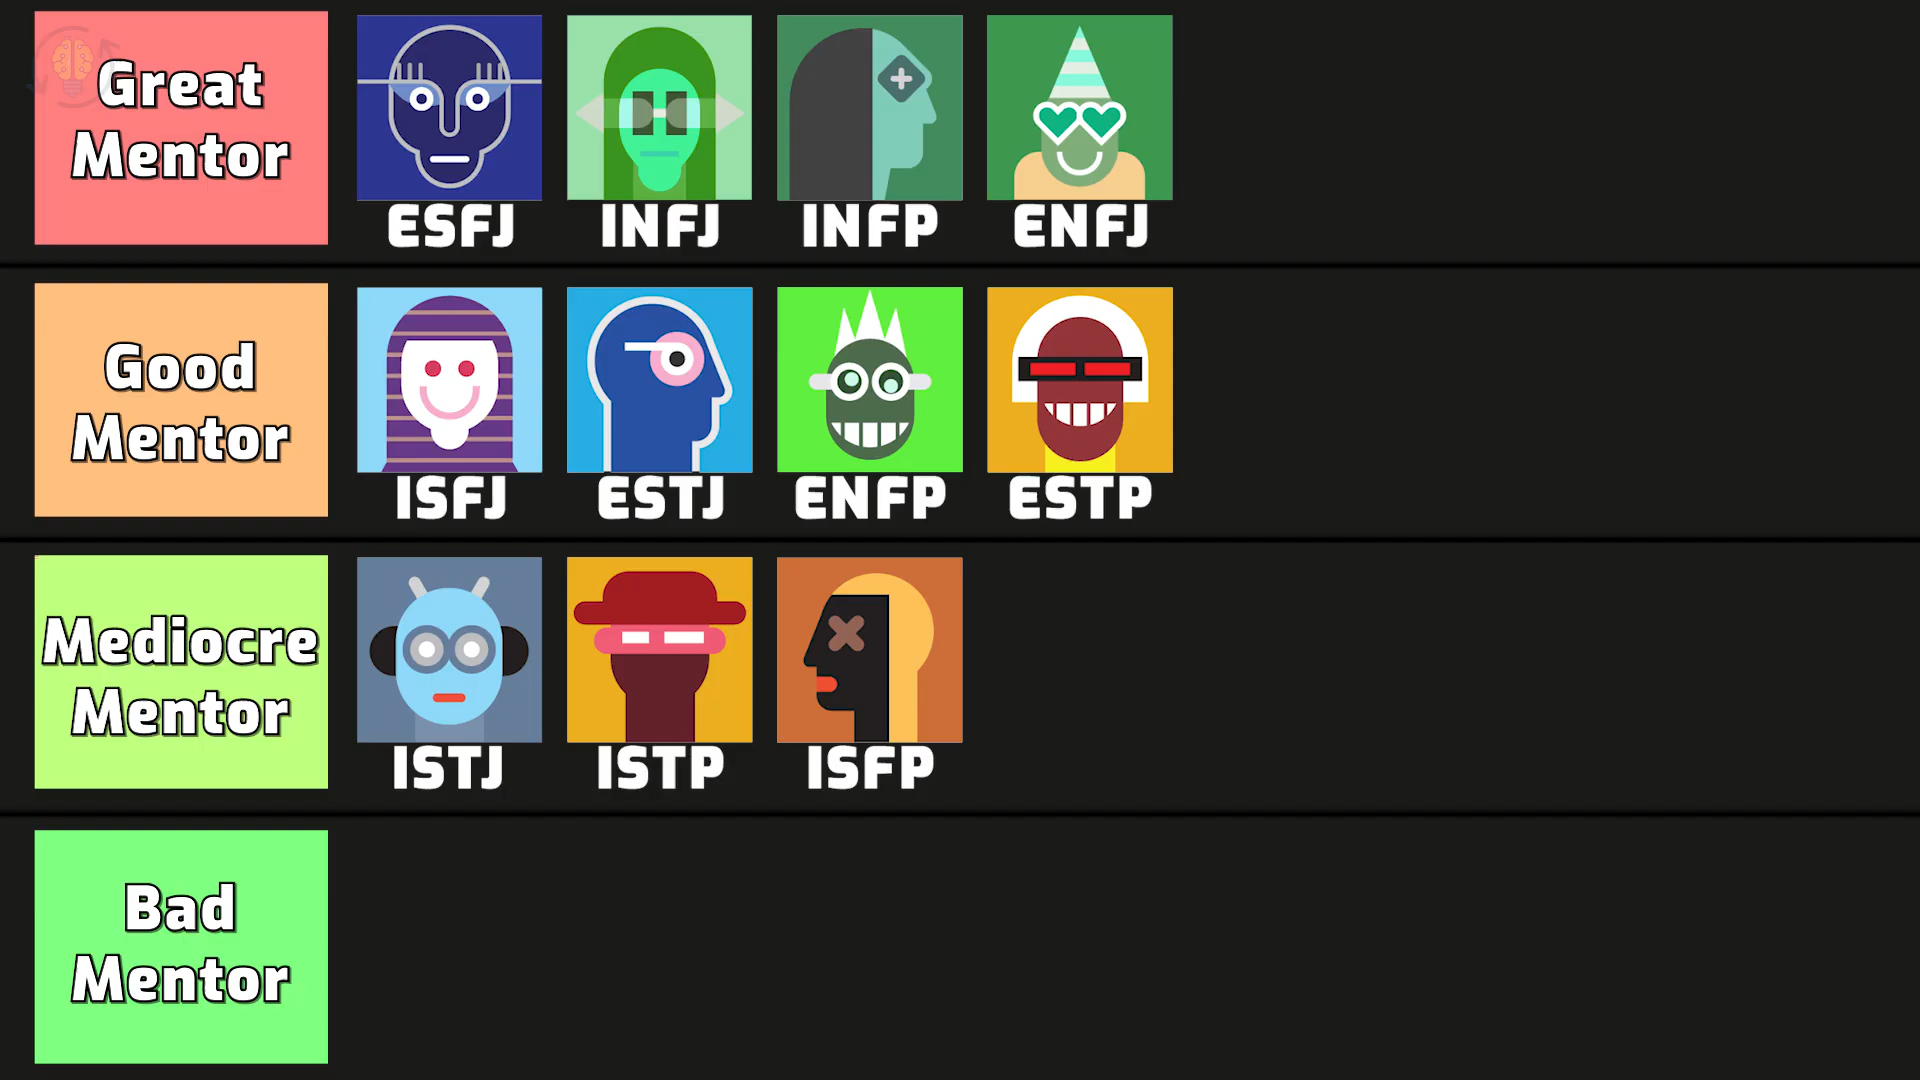 Great
Mentor
ESFJ INFJ INFP ENFJ
Good
Mentor
ISFJ ESTJ ENFP ESTP
Mediocre
Mentor
ISTJ ISTP ISFP
Bad
Mentor